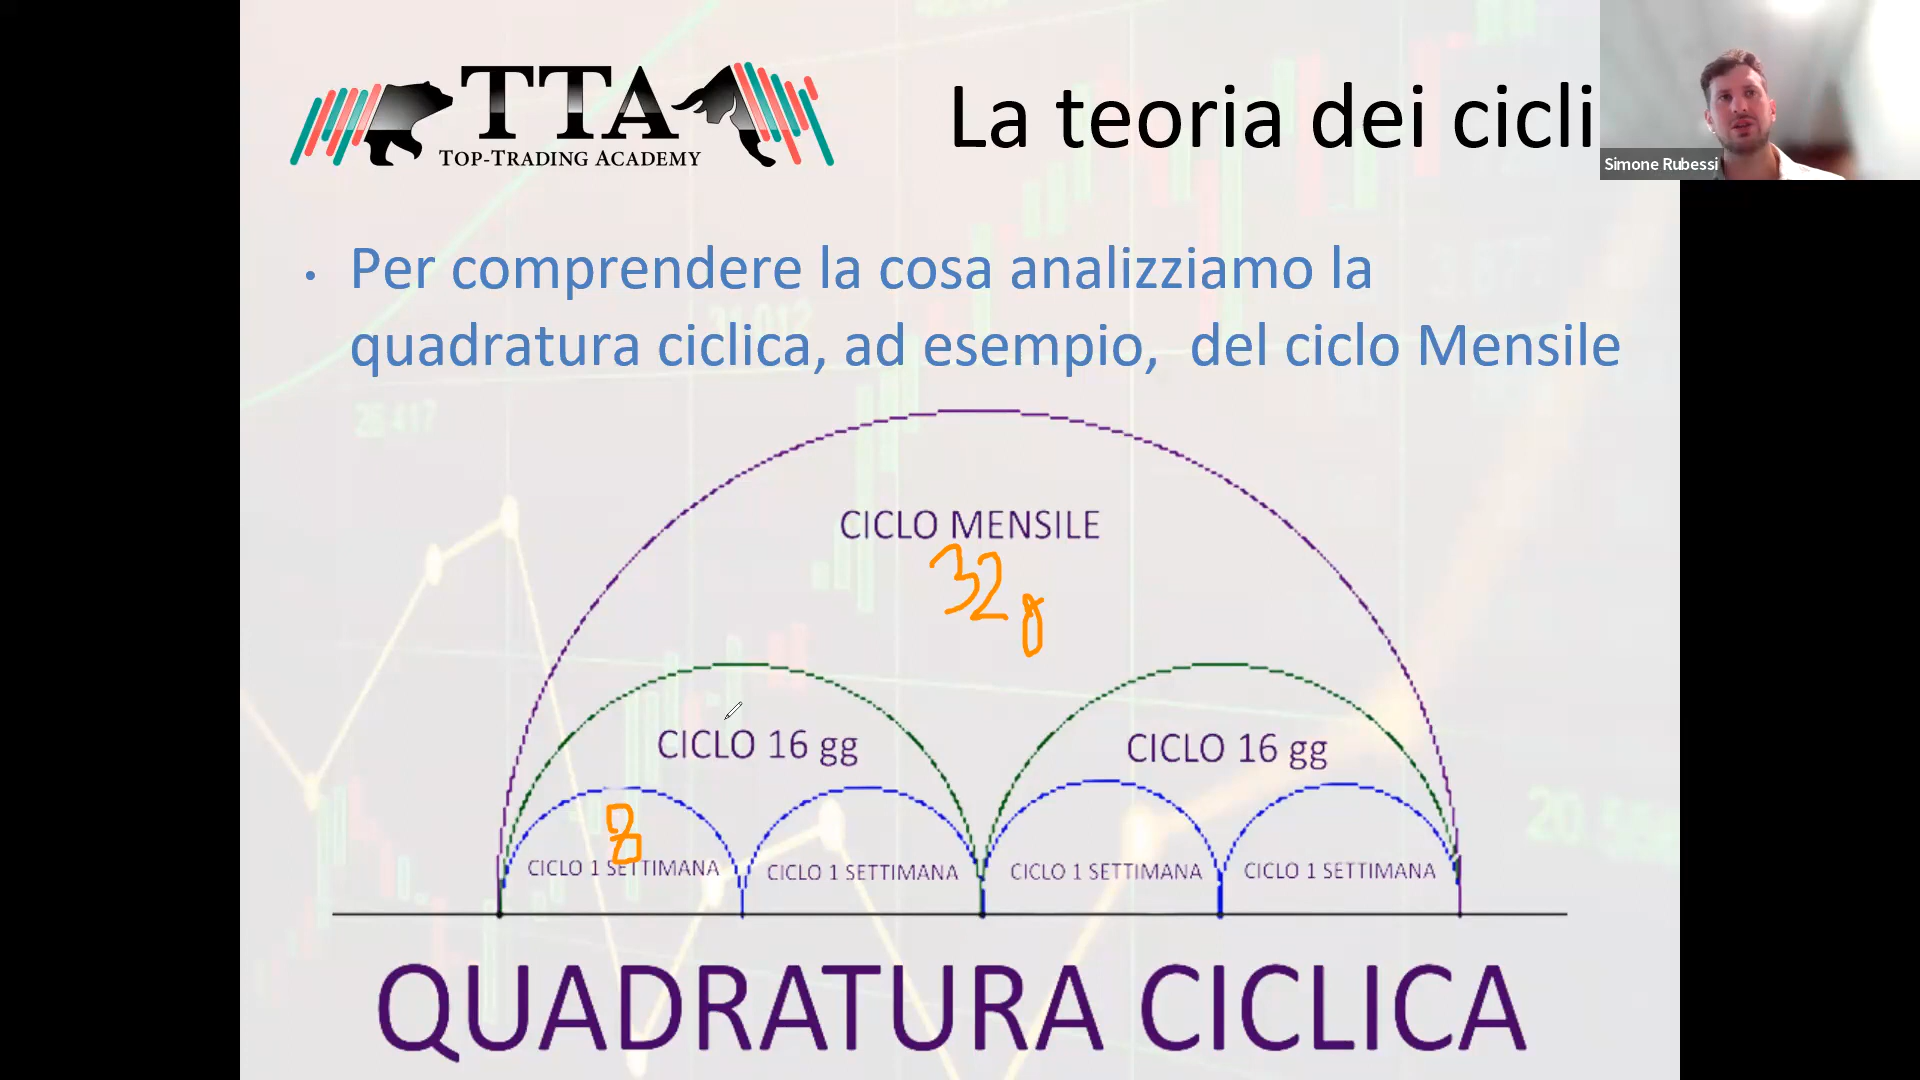 TTA
TOP-TRADING ACADEMY
La teoria dei cicli
Simone Rubessi
• Per comprendere la cosa analizziamo la
quadratura ciclica, ad esempio, del ciclo Mensile
26417
20
CICLO MENSILE
32 g
CICLO 16 gg
CICLO 16 gg
8
CICLO 1 SETTIMANA
CICLO 1 SETTIMANA
CICLO 1 SETTIMANA
CICLO 1 SETTIMANA
QUADRATURA CICLICA